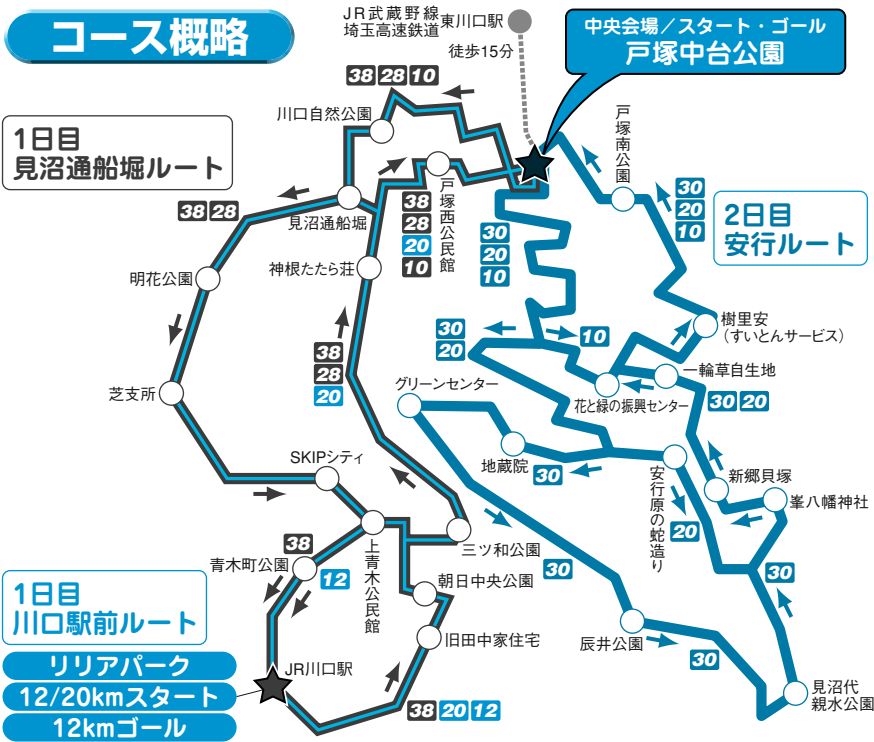 コース概略
JR武蔵野線
埼玉高速鉄道
東川口駅
徒歩15分
中央会場／スタート・ゴール
戸塚中台公園
38 28 10
川口自然公園
1日目
見沼通船堀ルート
戸塚南公園
30
20
10
2日目
安行ルート
38 28
見沼通船堀
戸塚西公民館
38
28
20
10
30
20
10
明花公園
神根たたら荘
樹里安
（すいとんサービス）
30
20
10
38
28
20
一輪草自生地
グリーンセンター
花と緑の振興センター
30 20
芝支所
地蔵院
30
SKIPシティ
安行原の蛇造り
20
新郷貝塚
峯八幡神社
38
青木町公園
12
上青木公民館
三ツ和公園
30
30
朝日中央公園
1日目
川口駅前ルート
旧田中家住宅
辰井公園
30
リリアパーク
12/20kmスタート
12kmゴール
JR川口駅
38 20 12
見沼代
親水公園